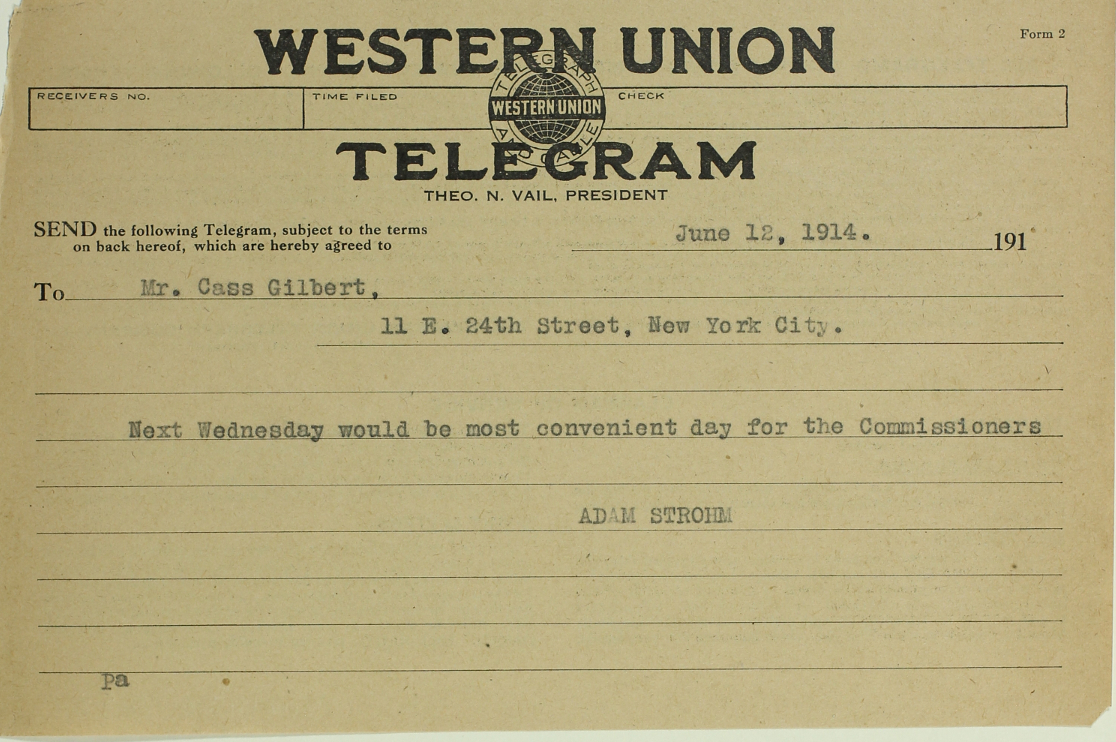 WESTERN UNION
Form 2
RECEIVERS NO.
TIME FILED
CHECK
TELEGRAPH
WESTERN UNION
AND CABLE
TELEGRAM
THEO. N. VAIL, PRESIDENT
SEND the following Telegram, subject to the terms
on back hereof, which are hereby agreed to
June 12, 1914.
191
To Mr. Cass Gilbert,
11 E. 24th Street, New York City.
Next Wednesday would be most convenient day for the Commissioners
ADAM STROHM
pa